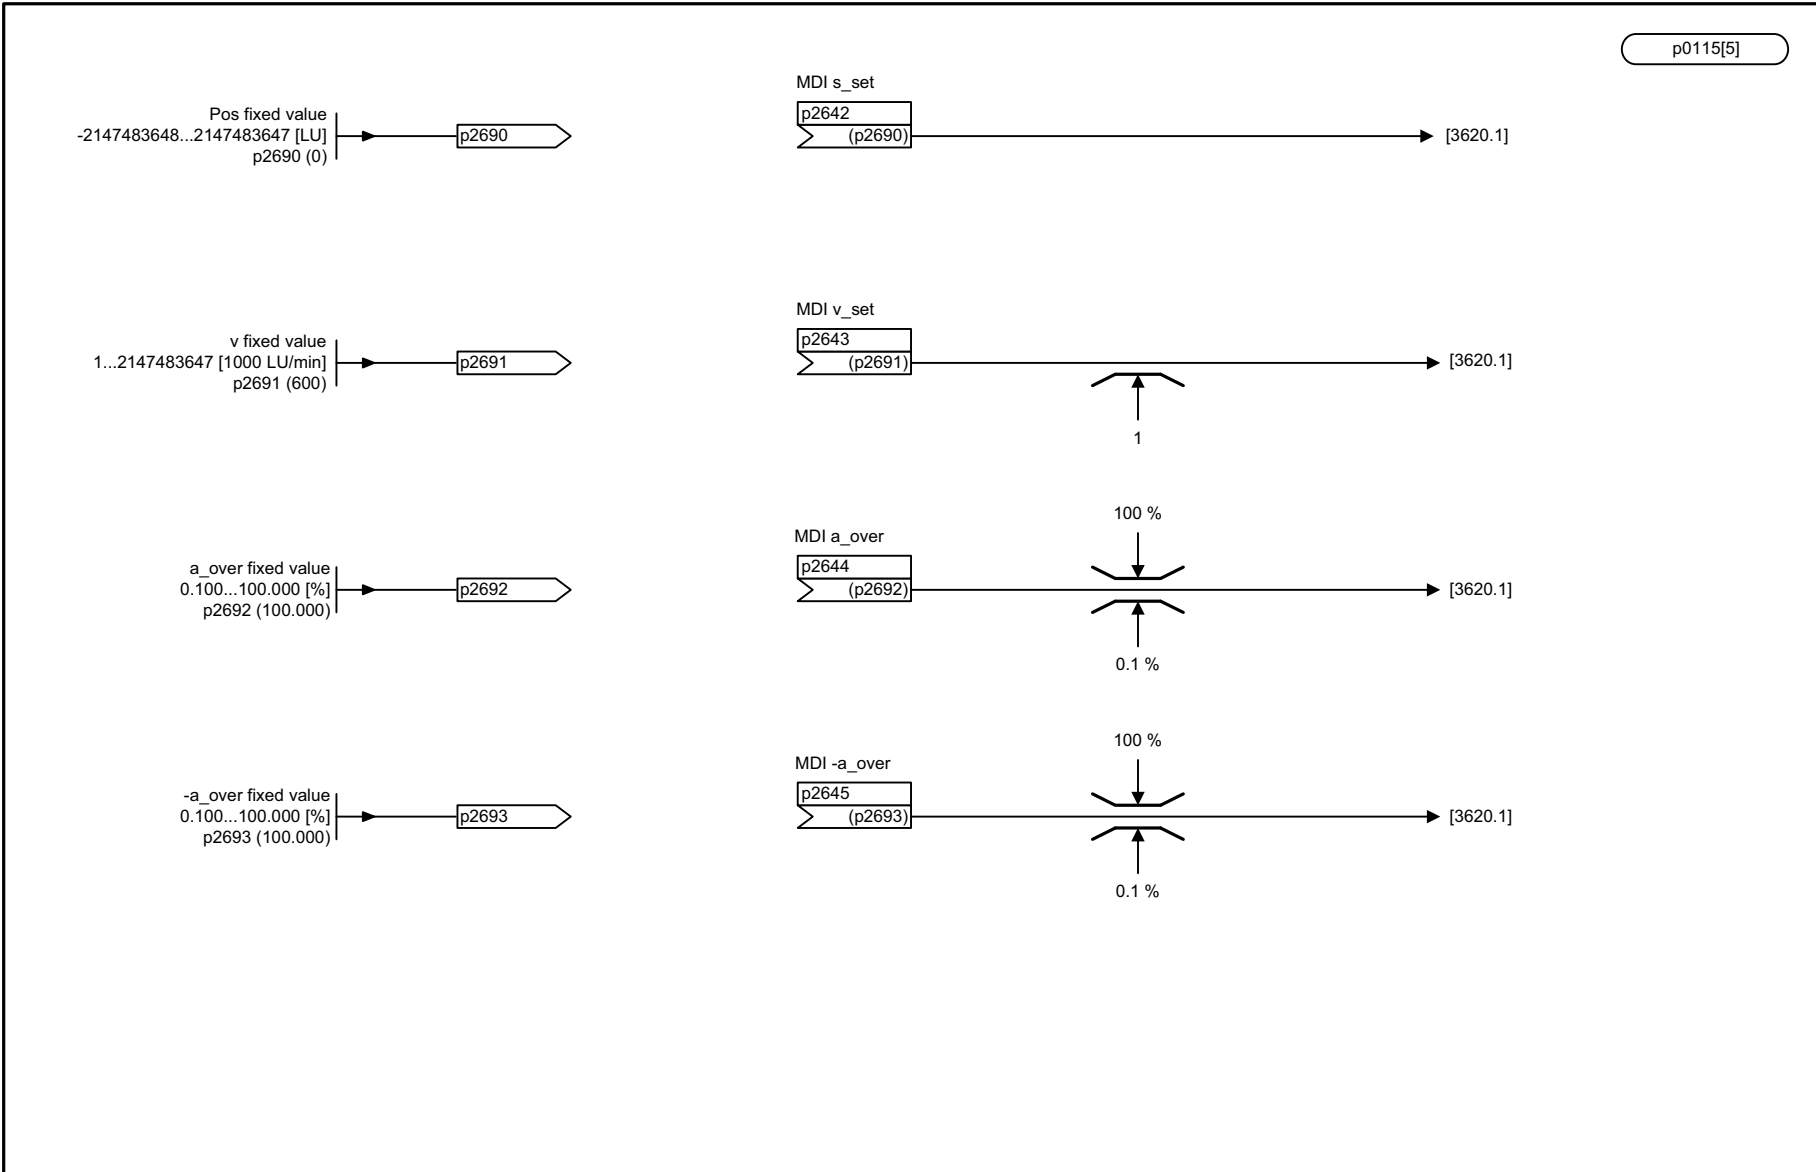 p0115[5]
MDI s_set
Pos fixed value
-2147483648...2147483647 [LU]
p2690 (0)
p2690
p2642
(p2690)
[3620.1]
MDI v_set
v fixed value
1...2147483647 [1000 LU/min]
p2691 (600)
p2691
p2643
(p2691)
[3620.1]
1
100 %
MDI a_over
a_over fixed value
0.100...100.000 [%]
p2692 (100.000)
p2692
p2644
(p2692)
[3620.1]
0.1 %
100 %
MDI -a_over
-a_over fixed value
0.100...100.000 [%]
p2693 (100.000)
p2693
p2645
(p2693)
[3620.1]
0.1 %